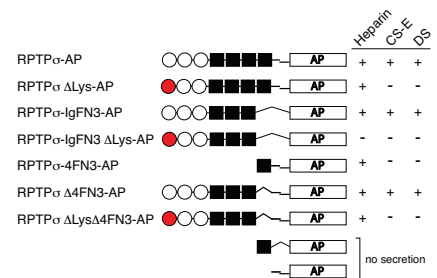 Heparin CS-E DS
RPTPσ-AP AP + + +
RPTPσ ΔLys-AP AP + - -
RPTPσ-IgFN3-AP AP + + +
RPTPσ-IgFN3 ΔLys-AP AP - - -
RPTPσ-4FN3-AP AP + - -
RPTPσ Δ4FN3-AP AP + + +
RPTPσ ΔLysΔ4FN3-AP AP + - -
AP
no secretion
AP